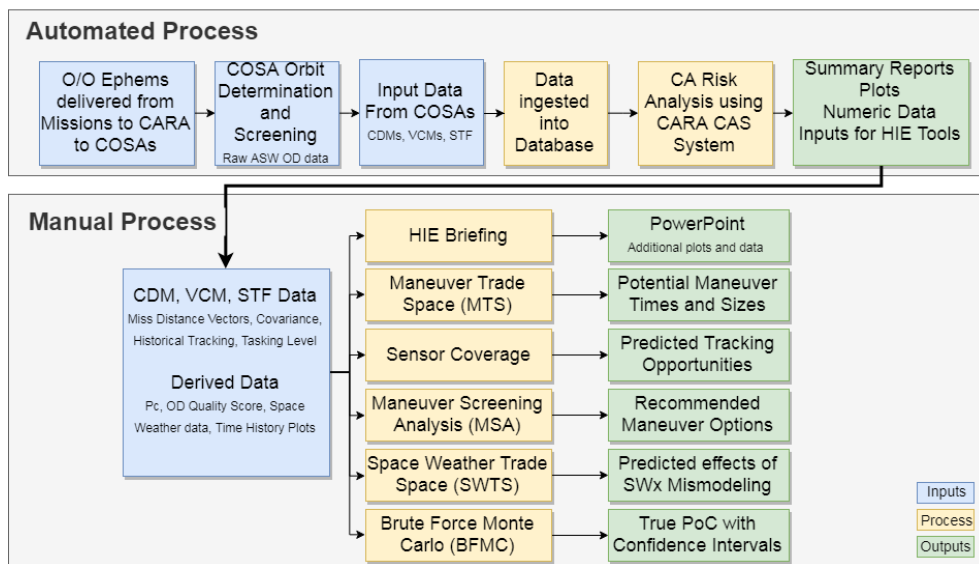 Automated Process
O/O Ephems
delivered from
Missions to CARA
to COSAs
COSA Orbit
Determination
and
Screening
Raw ASW OD data
Input Data
From COSAs
CDMs, VCMs, STF
Data
ingested
into
Database
CA Risk
Analysis using
CARA CAS
System
Summary Reports
Plots
Numeric Data
Inputs for HIE Tools
Manual Process
CDM, VCM, STF Data
Miss Distance Vectors, Covariance,
Historical Tracking, Tasking Level
Derived Data
Pc, OD Quality Score, Space
Weather data, Time History Plots
HIE Briefing
PowerPoint
Additional plots and data
Maneuver Trade
Space (MTS)
Potential Maneuver
Times and Sizes
Sensor Coverage
Predicted Tracking
Opportunities
Maneuver Screening
Analysis (MSA)
Recommended
Maneuver Options
Space Weather Trade
Space (SWTS)
Predicted effects of
SWx Mismodeling
Brute Force Monte
Carlo (BFMC)
True PoC with
Confidence Intervals
Inputs
Process
Outputs